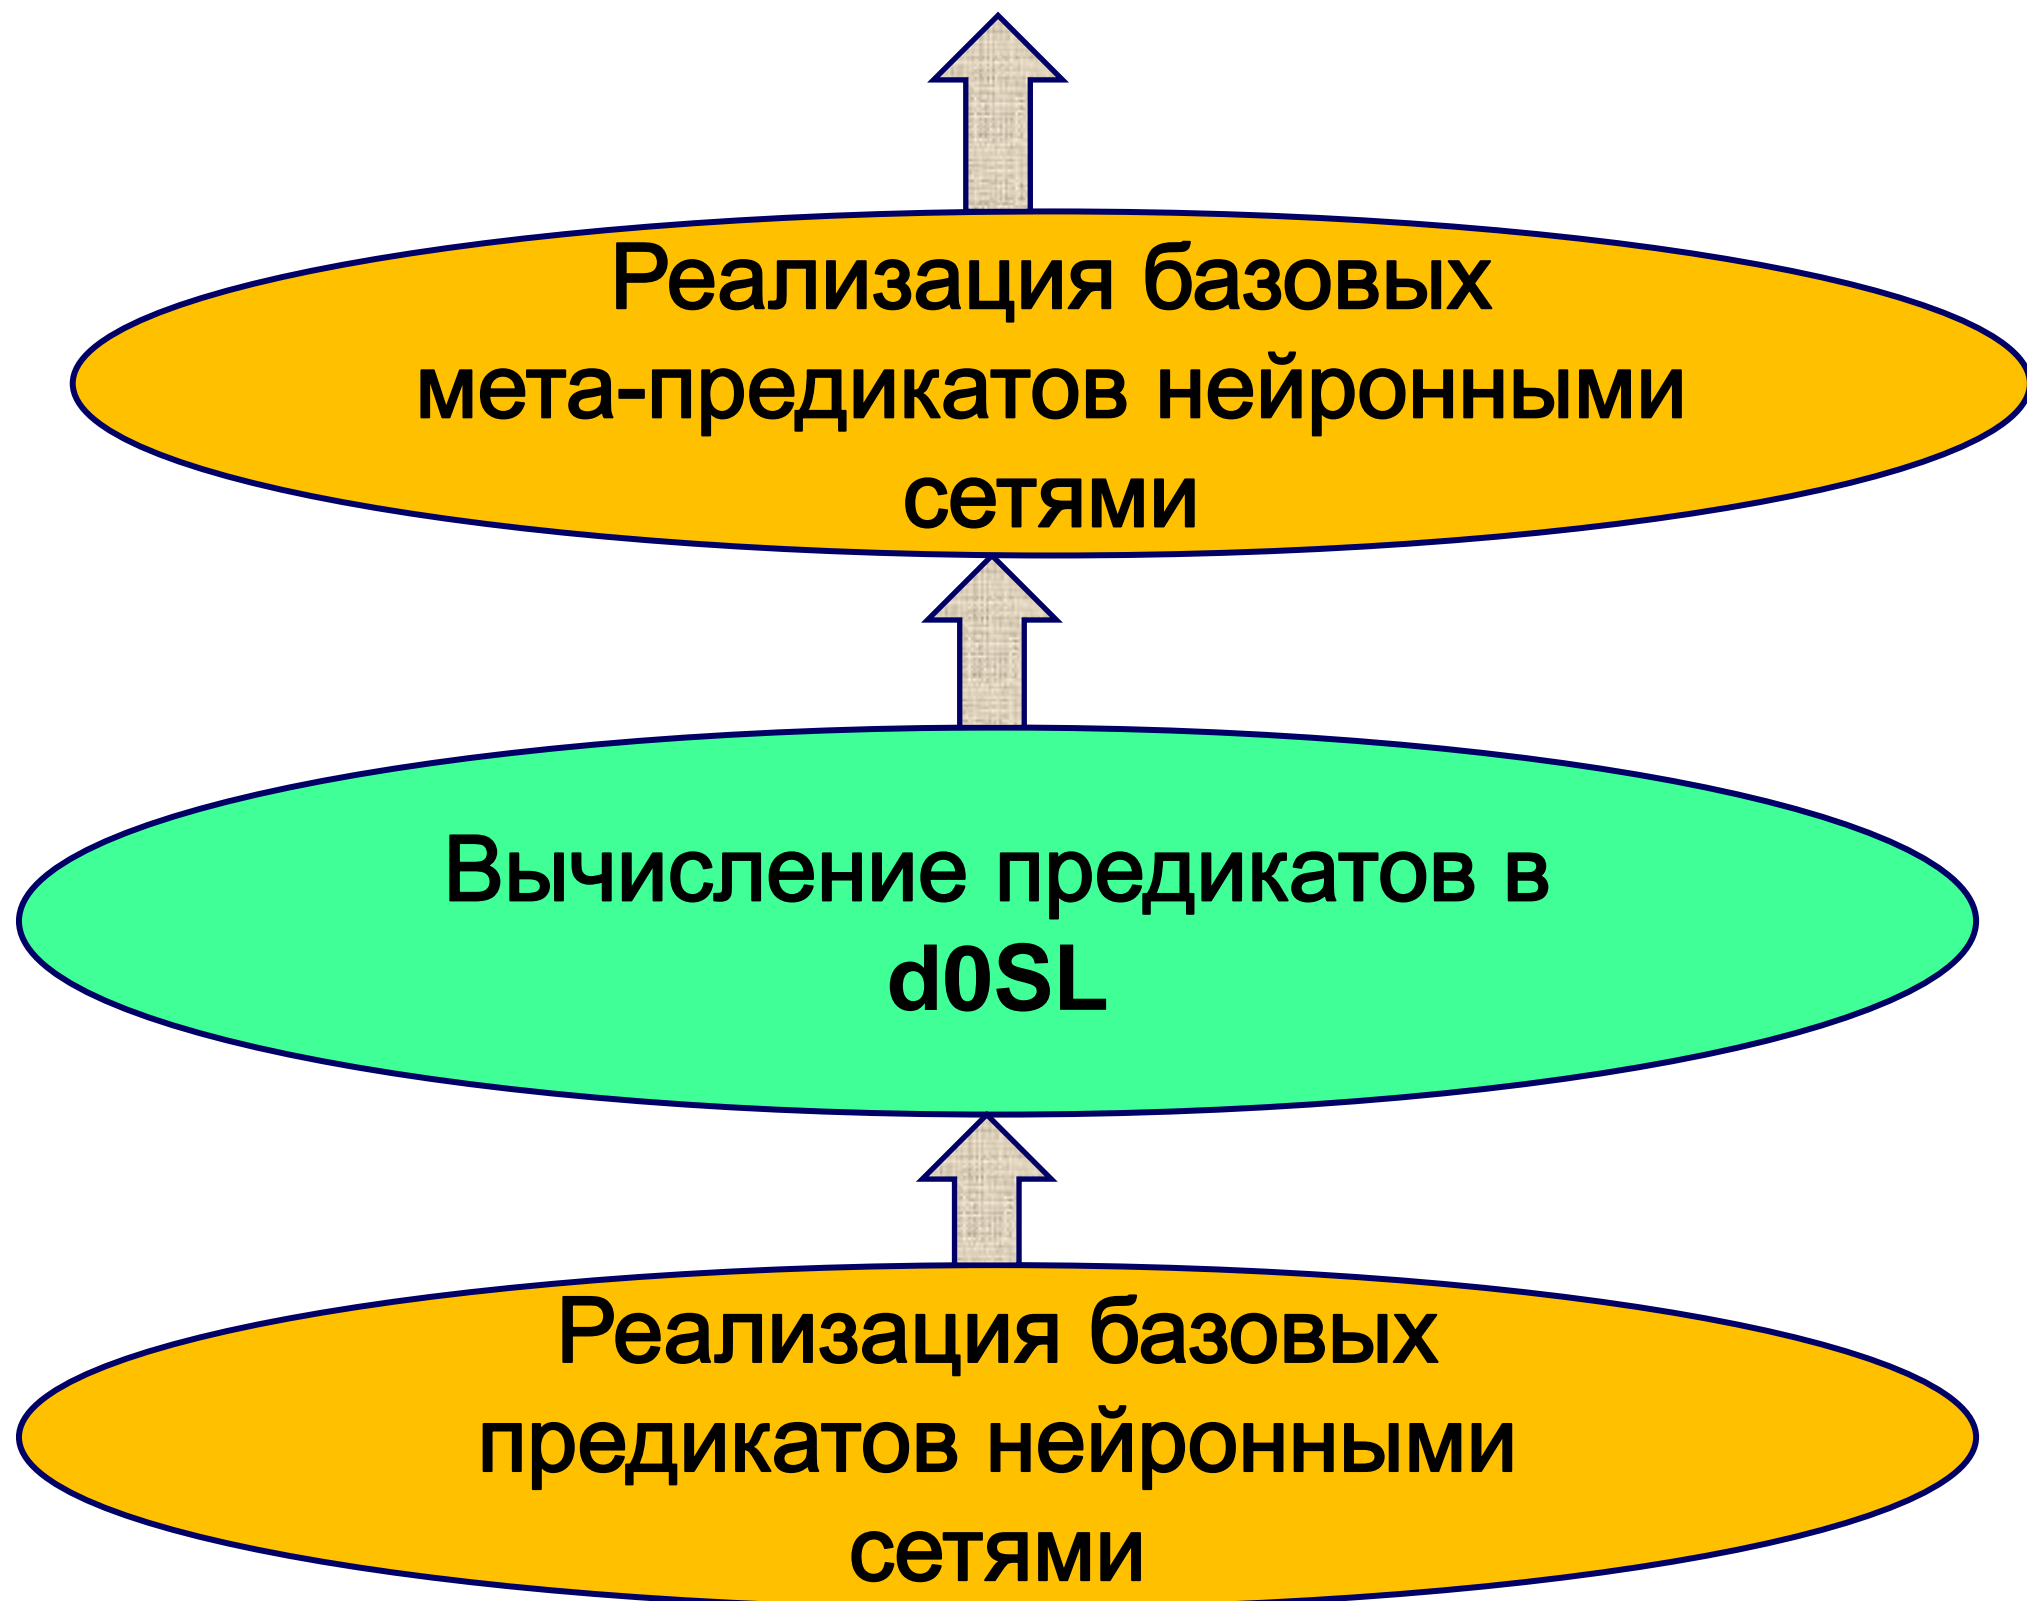 Реализация базовых
мета-предикатов нейронными
сетями
Вычисление предикатов в
d0SL
Реализация базовых
предикатов нейронными
сетями